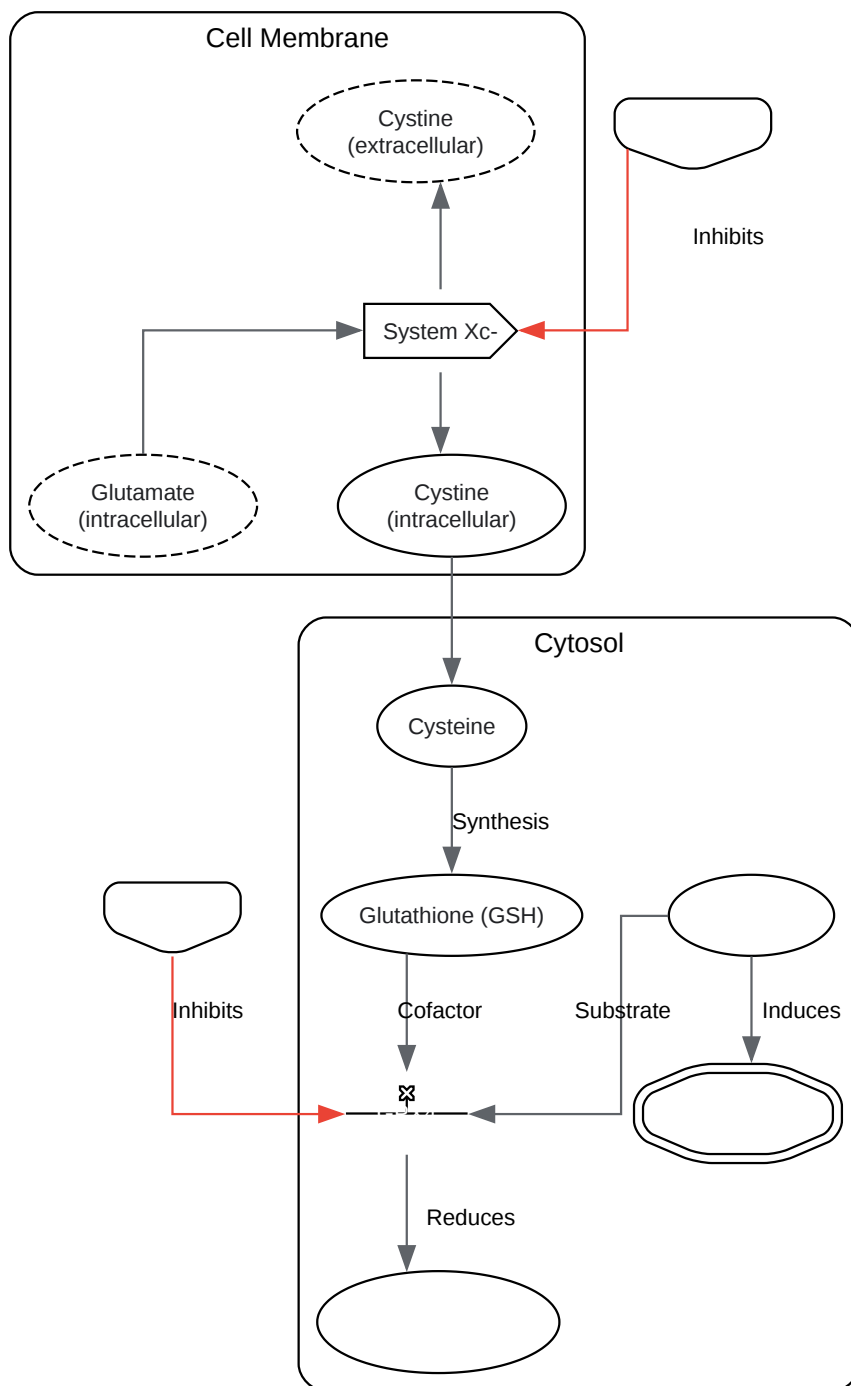 Cell Membrane
Cystine
(extracellular)
Inhibits
System Xc-
Glutamate
(intracellular)
Cystine
(intracellular)
Cytosol
Cysteine
Synthesis
Glutathione (GSH)
Inhibits
Cofactor
Substrate
Induces
Reduces